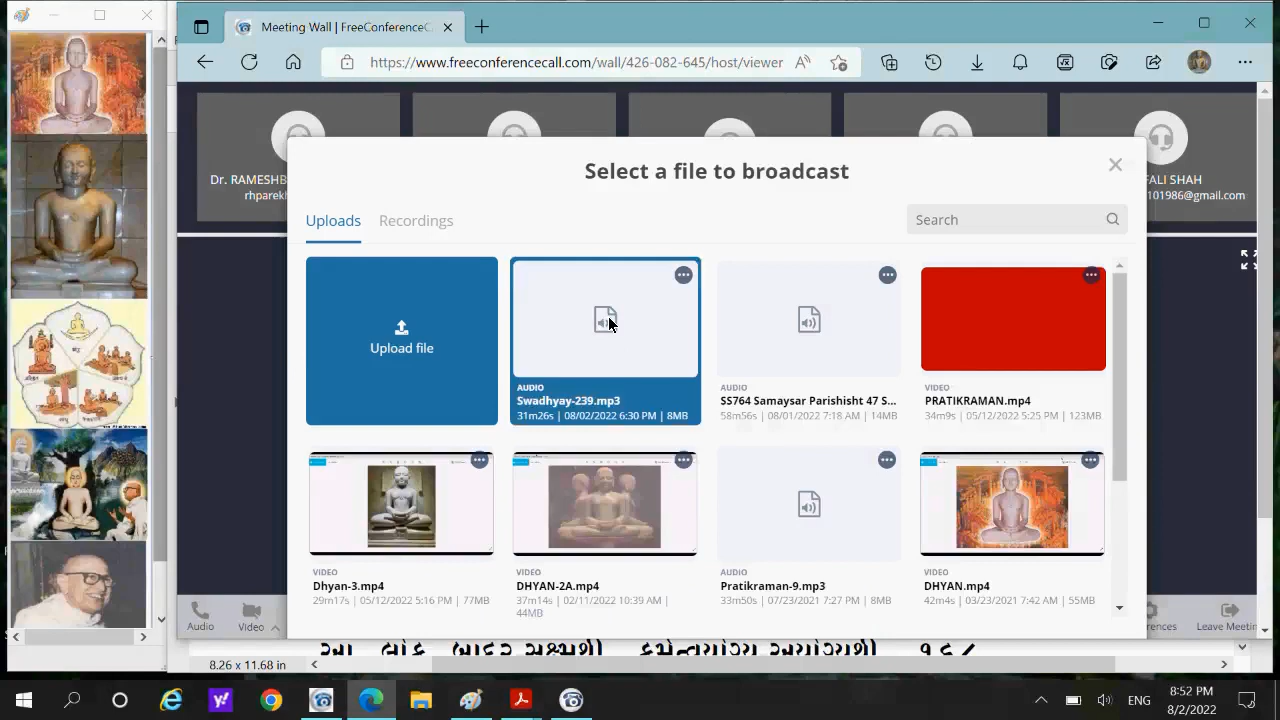 Meeting Wall | FreeConferenceC
https://www.freeconferencecall.com/wall/426-082-645/host/viewer
Dr. RAMESHB
rhparekh
FALI SHAH
101986@gmail.com
Select a file to broadcast
Uploads
Recordings
Search
Upload file
AUDIO
Swadhyay-239.mp3
31m26s | 08/02/2022 6:30 PM | 8MB
AUDIO
SS764 Samaysar Parishisht 47 S...
58m56s | 08/01/2022 7:18 AM | 14MB
VIDEO
PRATIKRAMAN.mp4
34m9s | 05/12/2022 5:25 PM | 123MB
VIDEO
Dhyan-3.mp4
29m17s | 05/12/2022 5:16 PM | 77MB
VIDEO
DHYAN-2A.mp4
37m14s | 02/11/2022 10:39 AM |
44MB
AUDIO
Pratikraman-9.mp3
33m50s | 07/23/2021 7:27 PM | 8MB
VIDEO
DHYAN.mp4
42m4s | 03/23/2021 7:42 AM | 55MB
Audio
Video
erences
Leave Meetin
8.26 x 11.68 in
ENG
8:52 PM
8/2/2022